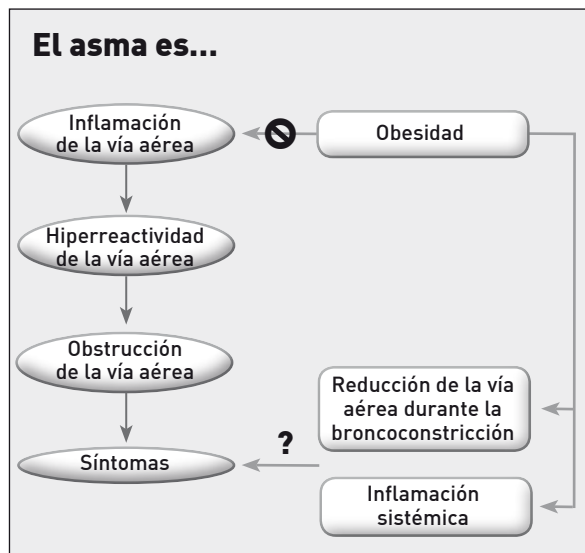 El asma es...
Inflamación
de la vía aérea
Obesidad
Hiperreactividad
de la vía aérea
Obstrucción
de la vía aérea
Reducción de la vía
aérea durante la
broncoconstricción
?
Síntomas
Inflamación
sistémica